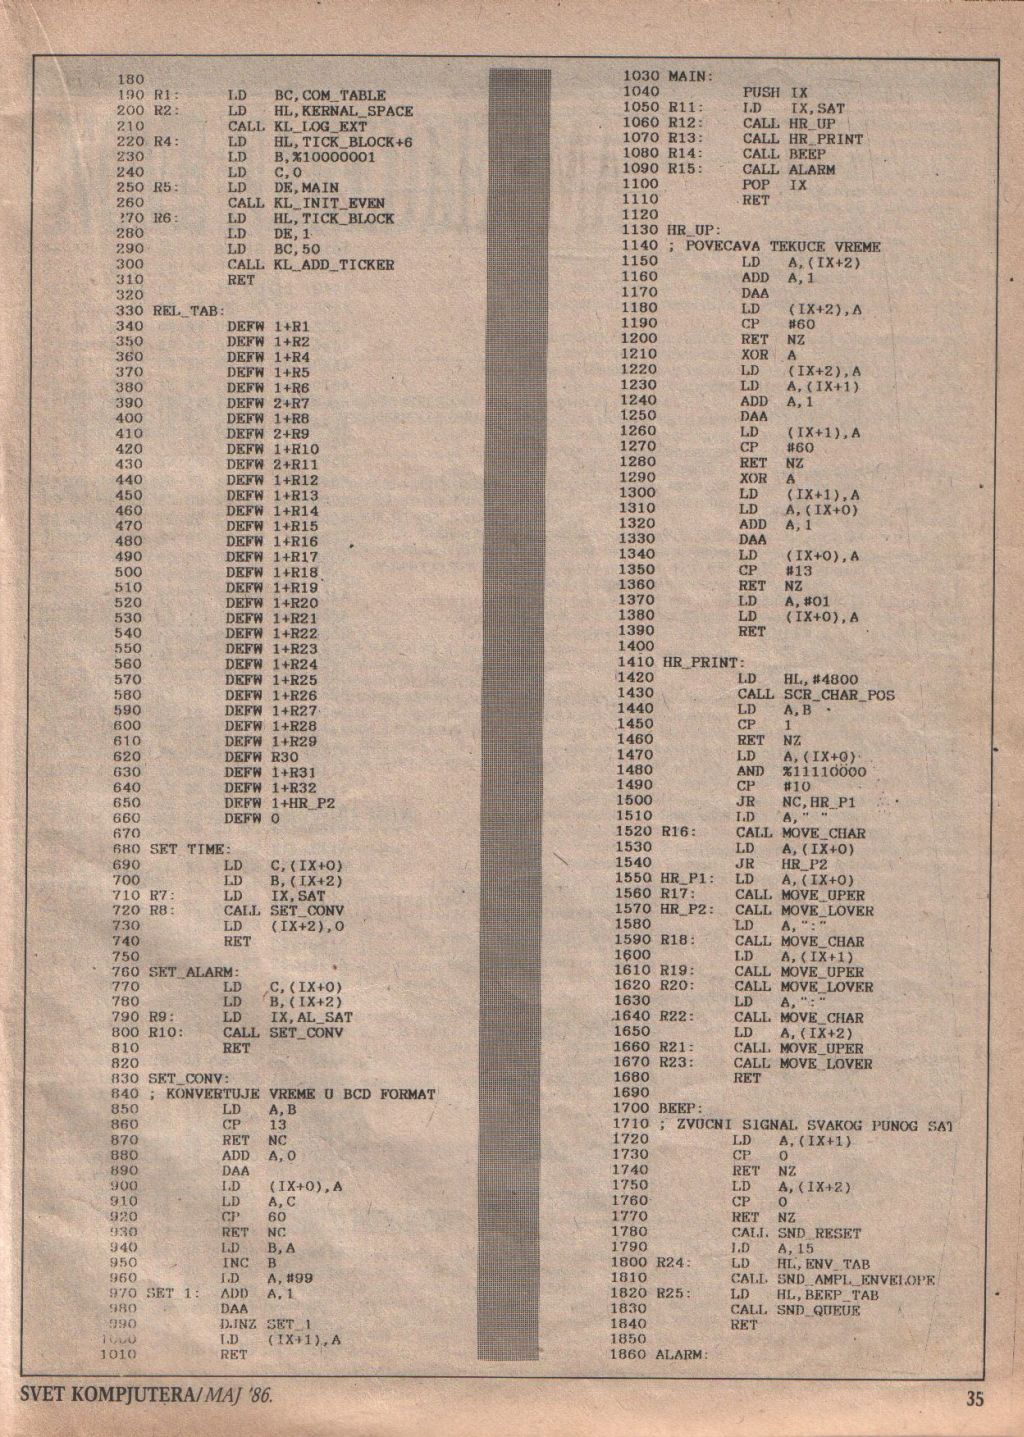 180
190 R1: LD BC,COM_TABLE
200 R2: LD HL,KERNAL_SPACE
210 CALL KL_LOG_EXT
220 R4: LD HL,TICK_BLOCK+6
230 LD B,%10000001
240 LD C,0
250 R5: LD DE,MAIN
260 CALL KL_INIT_EVEN
270 R6: LD HL,TICK_BLOCK
280 LD DE,1
290 LD BC,50
300 CALL KL_ADD_TICKER
310 RET
320
330 REL_TAB:
340 DEFW 1+R1
350 DEFW 1+R2
360 DEFW 1+R4
370 DEFW 1+R5
380 DEFW 1+R6
390 DEFW 2+R7
400 DEFW 1+R8
410 DEFW 2+R9
420 DEFW 1+R10
430 DEFW 2+R11
440 DEFW 1+R12
450 DEFW 1+R13
460 DEFW 1+R14
470 DEFW 1+R15
480 DEFW 1+R16
490 DEFW 1+R17
500 DEFW 1+R18
510 DEFW 1+R19
520 DEFW 1+R20
530 DEFW 1+R21
540 DEFW 1+R22
550 DEFW 1+R23
560 DEFW 1+R24
570 DEFW 1+R25
580 DEFW 1+R26
590 DEFW 1+R27
600 DEFW 1+R28
610 DEFW 1+R29
620 DEFW R30
630 DEFW 1+R31
640 DEFW 1+R32
650 DEFW 1+HR_P2
660 DEFW 0
670
680 SET_TIME:
690 LD C,(IX+0)
700 LD B,(IX+2)
710 R7: LD IX,SAT
720 R8: CALL SET_CONV
730 LD (IX+2),0
740 RET
750
760 SET_ALARM:
770 LD C,(IX+0)
780 LD B,(IX+2)
790 R9: LD IX,AL_SAT
800 R10: CALL SET_CONV
810 RET
820
830 SET_CONV:
840 ; KONVERTUJE VREME U BCD FORMAT
850 LD A,B
860 CP 13
870 RET NC
880 ADD A,0
890 DAA
900 LD (IX+0),A
910 LD A,C
920 CP 60
930 RET NC
940 LD B,A
950 INC B
960 LD A,#99
970 SET_1: ADD A,1
980 DAA
990 DJNZ SET_1
1000 LD (IX+1),A
1010 RET
1030 MAIN:
1040 PUSH IX
1050 R11: LD IX,SAT
1060 R12: CALL HR_UP
1070 R13: CALL HR_PRINT
1080 R14: CALL BEEP
1090 R15: CALL ALARM
1100 POP IX
1110 RET
1120
1130 HR_UP:
1140 ; POVECAVA TEKUCE VREME
1150 LD A,(IX+2)
1160 ADD A,1
1170 DAA
1180 LD (IX+2),A
1190 CP #60
1200 RET NZ
1210 XOR A
1220 LD (IX+2),A
1230 LD A,(IX+1)
1240 ADD A,1
1250 DAA
1260 LD (IX+1),A
1270 CP #60
1280 RET NZ
1290 XOR A
1300 LD (IX+1),A
1310 LD A,(IX+0)
1320 ADD A,1
1330 DAA
1340 LD (IX+0),A
1350 CP #13
1360 RET NZ
1370 LD A,#01
1380 LD (IX+0),A
1390 RET
1400
1410 HR_PRINT:
1420 LD HL,#4800
1430 CALL SCR_CHAR_POS
1440 LD A,B
1450 CP 1
1460 RET NZ
1470 LD A,(IX+0)
1480 AND %11110000
1490 CP #10
1500 JR NC,HR_P1
1510 LD A," "
1520 R16: CALL MOVE_CHAR
1530 LD A,(IX+0)
1540 JR HR_P2
1550 HR_P1: LD A,(IX+0)
1560 R17: CALL MOVE_UPER
1570 HR_P2: CALL MOVE_LOVER
1580 LD A,":"
1590 R18: CALL MOVE_CHAR
1600 LD A,(IX+1)
1610 R19: CALL MOVE_UPER
1620 R20: CALL MOVE_LOVER
1630 LD A,":"
1640 R22: CALL MOVE_CHAR
1650 LD A,(IX+2)
1660 R21: CALL MOVE_UPER
1670 R23: CALL MOVE_LOVER
1680 RET
1690
1700 BEEP:
1710 ; ZVUCNI SIGNAL SVAKOG PUNOG SAT
1720 LD A,(IX+1)
1730 CP 0
1740 RET NZ
1750 LD A,(IX+2)
1760 CP 0
1770 RET NZ
1780 CALL SND_RESET
1790 LD A,15
1800 R24: LD HL,ENV_TAB
1810 CALL SND_AMPL_ENVELOPE
1820 R25: LD HL,BEEP_TAB
1830 CALL SND_QUEUE
1840 RET
1850
1860 ALARM:
SVET KOMPJUTERA/MAJ '86.
35